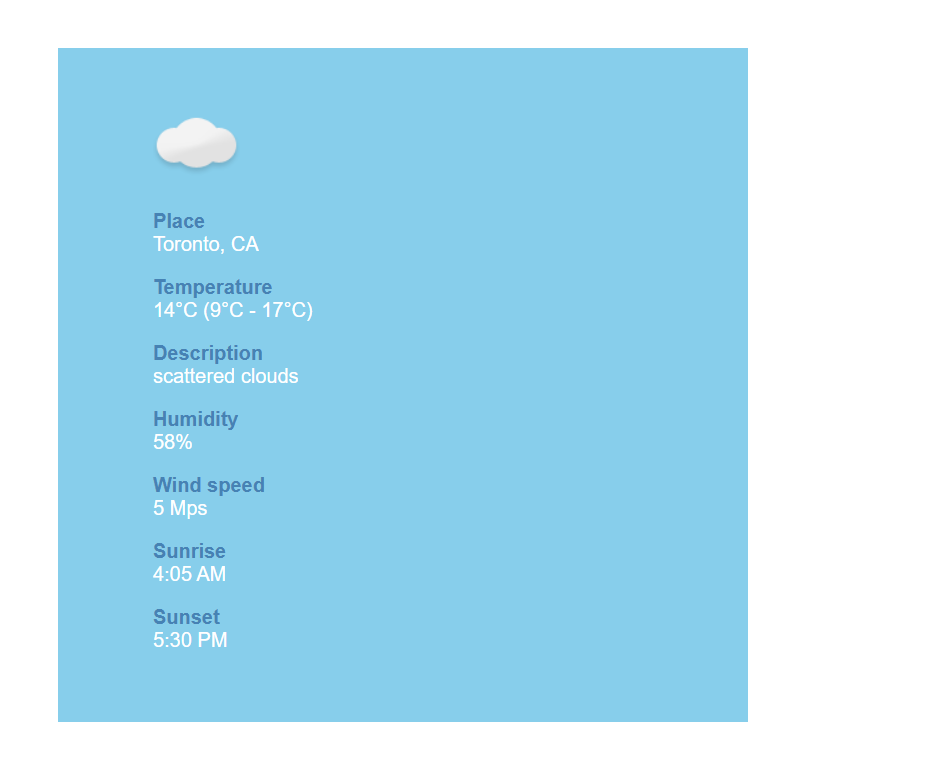 Place
Toronto, CA
Temperature
14°C (9°C - 17°C)
Description
scattered clouds
Humidity
58%
Wind speed
5 Mps
Sunrise
4:05 AM
Sunset
5:30 PM